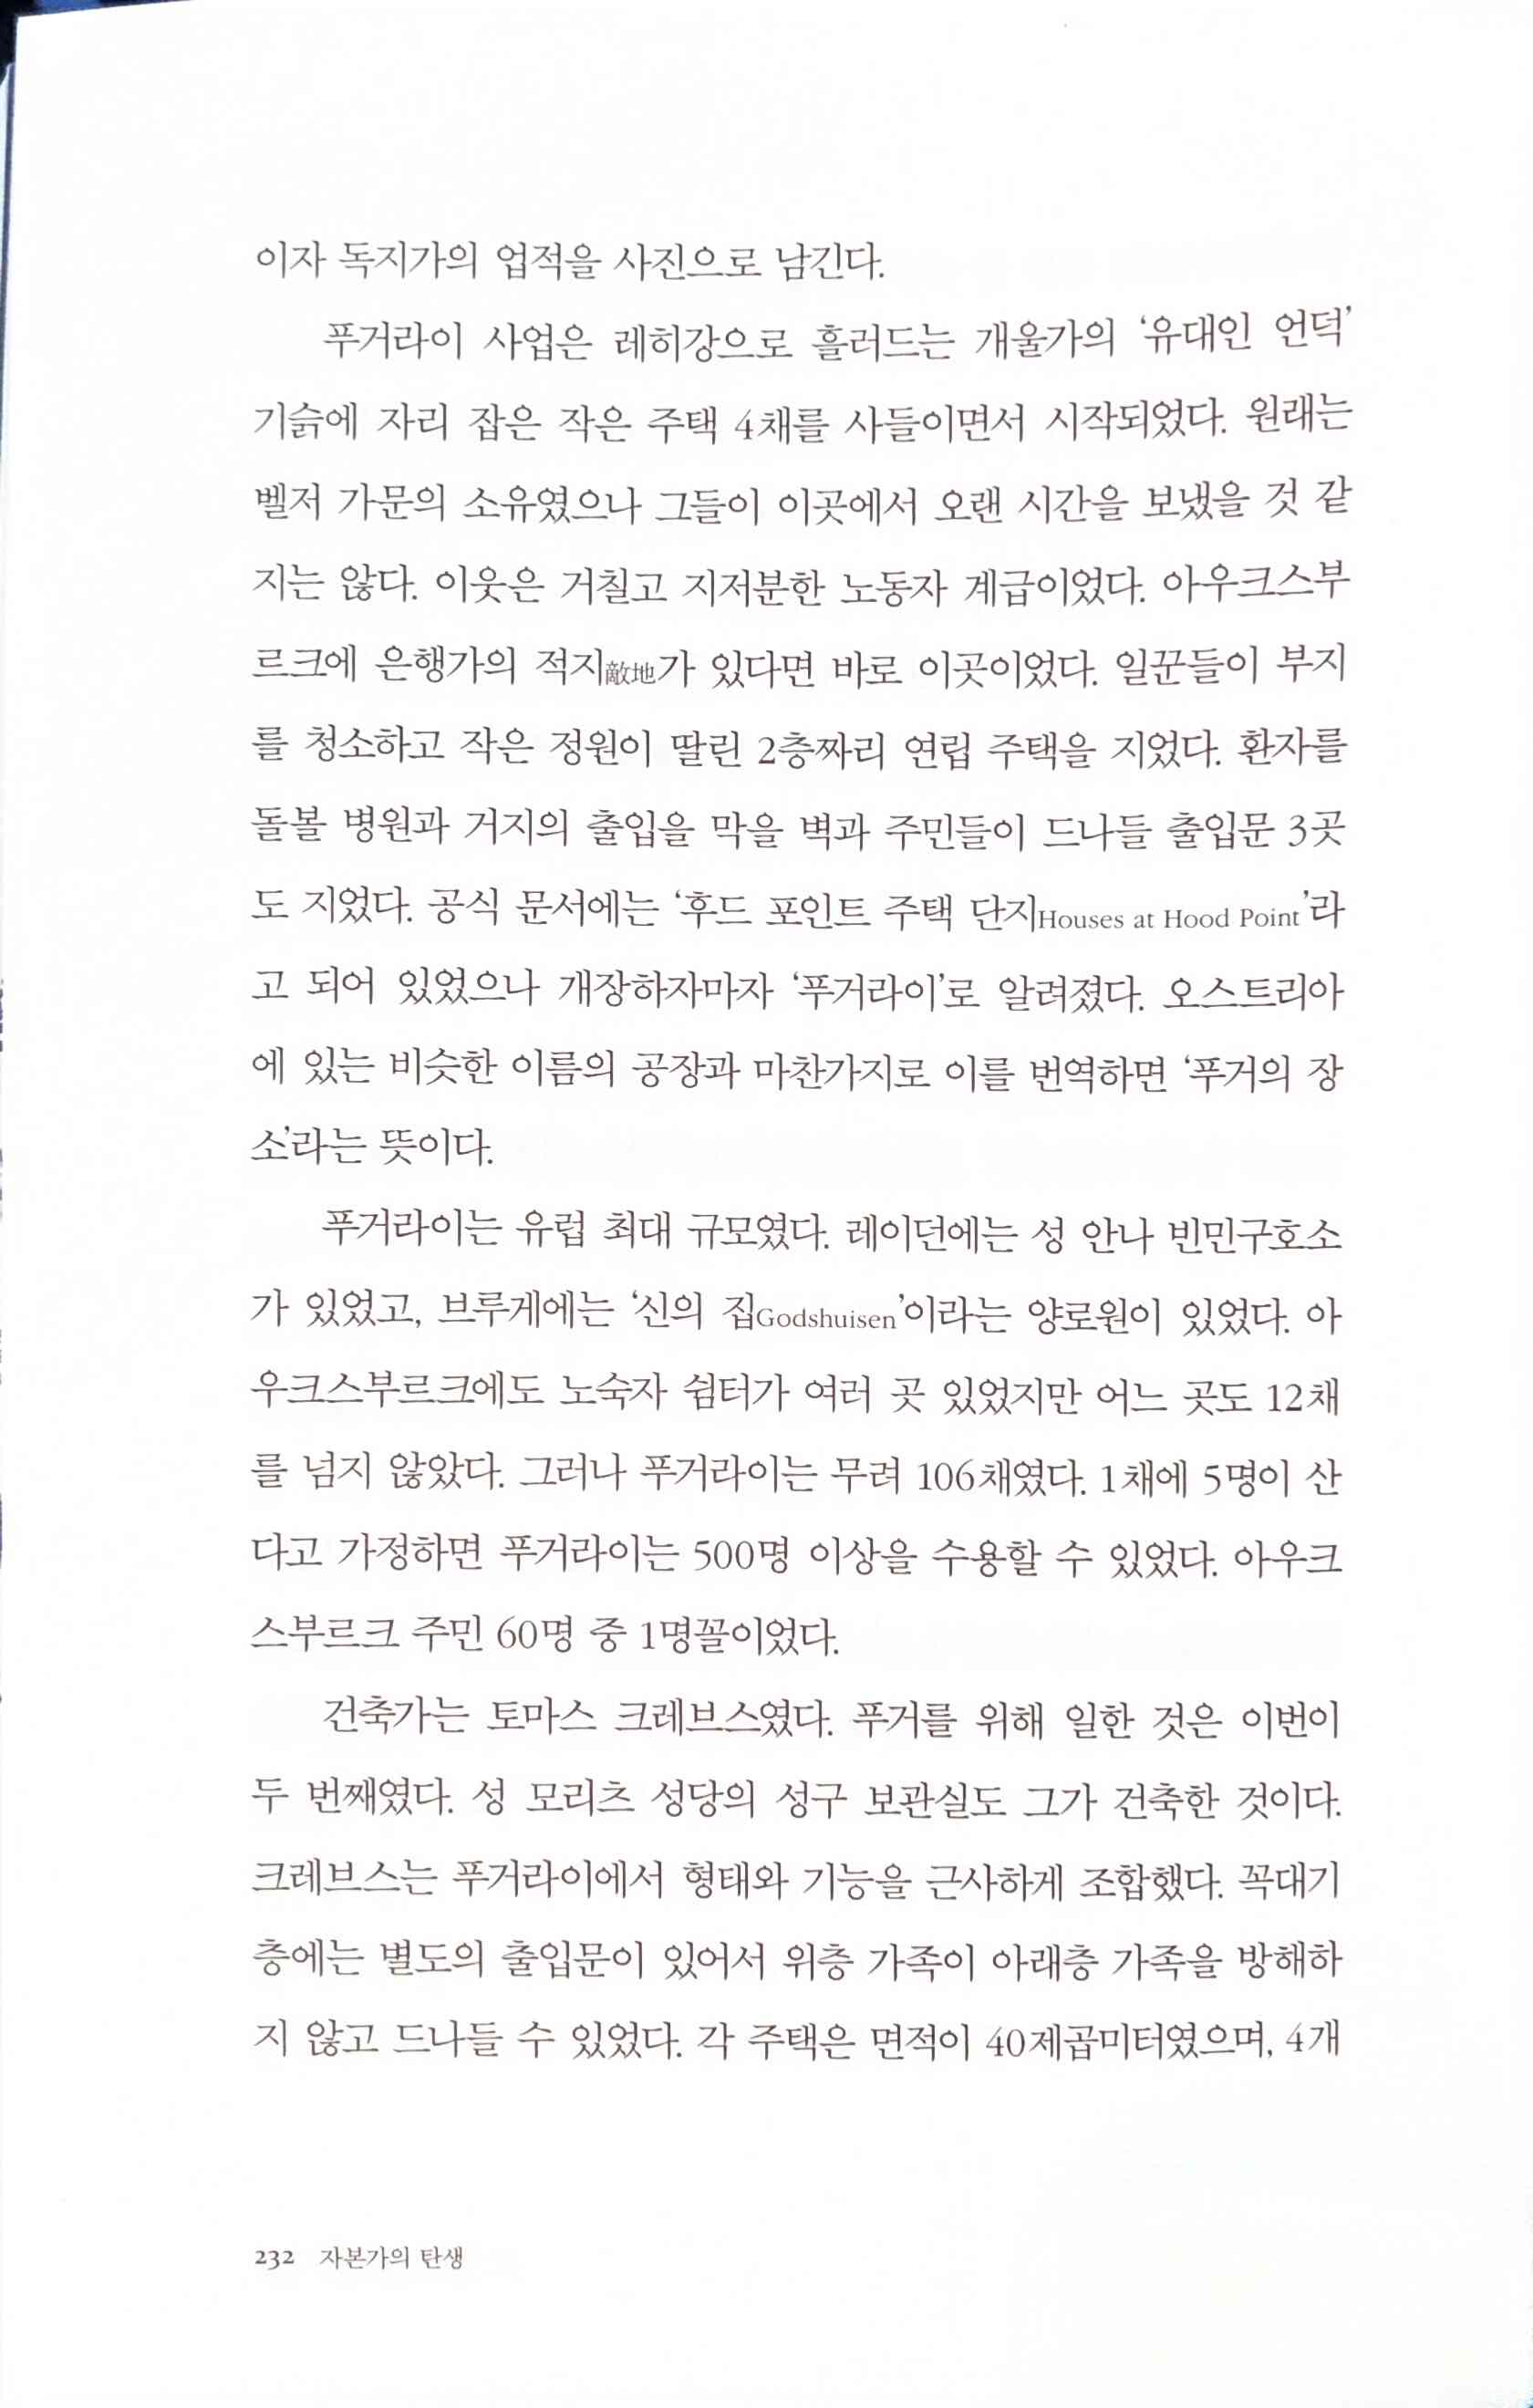 이자 독지가의 업적을 사진으로 남긴다.
푸거라이 사업은 레히강으로 흘러드는 개울가의 ‘유대인 언덕’
기슭에 자리 잡은 작은 주택 4채를 사들이면서 시작되었다. 원래는
벨저 가문의 소유였으나 그들이 이곳에서 오랜 시간을 보냈을 것 같
지는 않다. 이웃은 거칠고 지저분한 노동자 계급이었다. 아우크스부
르크에 은행가의 적지敵地가 있다면 바로 이곳이었다. 일꾼들이 부지
를 청소하고 작은 정원이 딸린 2층짜리 연립 주택을 지었다. 환자를
돌볼 병원과 거지의 출입을 막을 벽과 주민들이 드나들 출입문 3곳
도 지었다. 공식 문서에는 ‘후드 포인트 주택 단지Houses at Hood Point’라
고 되어 있었으나 개장하자마자 ‘푸거라이’로 알려졌다. 오스트리아
에 있는 비슷한 이름의 공장과 마찬가지로 이를 번역하면 ‘푸거의 장
소’라는 뜻이다.
푸거라이는 유럽 최대 규모였다. 레이던에는 성 안나 빈민구호소
가 있었고, 브루게에는 ‘신의 집Godshuisen’이라는 양로원이 있었다. 아
우크스부르크에도 노숙자 쉼터가 여러 곳 있었지만 어느 곳도 12채
를 넘지 않았다. 그러나 푸거라이는 무려 106채였다. 1채에 5명이 산
다고 가정하면 푸거라이는 500명 이상을 수용할 수 있었다. 아우크
스부르크 주민 60명 중 1명꼴이었다.
건축가는 토마스 크레브스였다. 푸거를 위해 일한 것은 이번이
두 번째였다. 성 모리츠 성당의 성구 보관실도 그가 건축한 것이다.
크레브스는 푸거라이에서 형태와 기능을 근사하게 조합했다. 꼭대기
층에는 별도의 출입문이 있어서 위층 가족이 아래층 가족을 방해하
지 않고 드나들 수 있었다. 각 주택은 면적이 40제곱미터였으며, 4개
232 자본가의 탄생